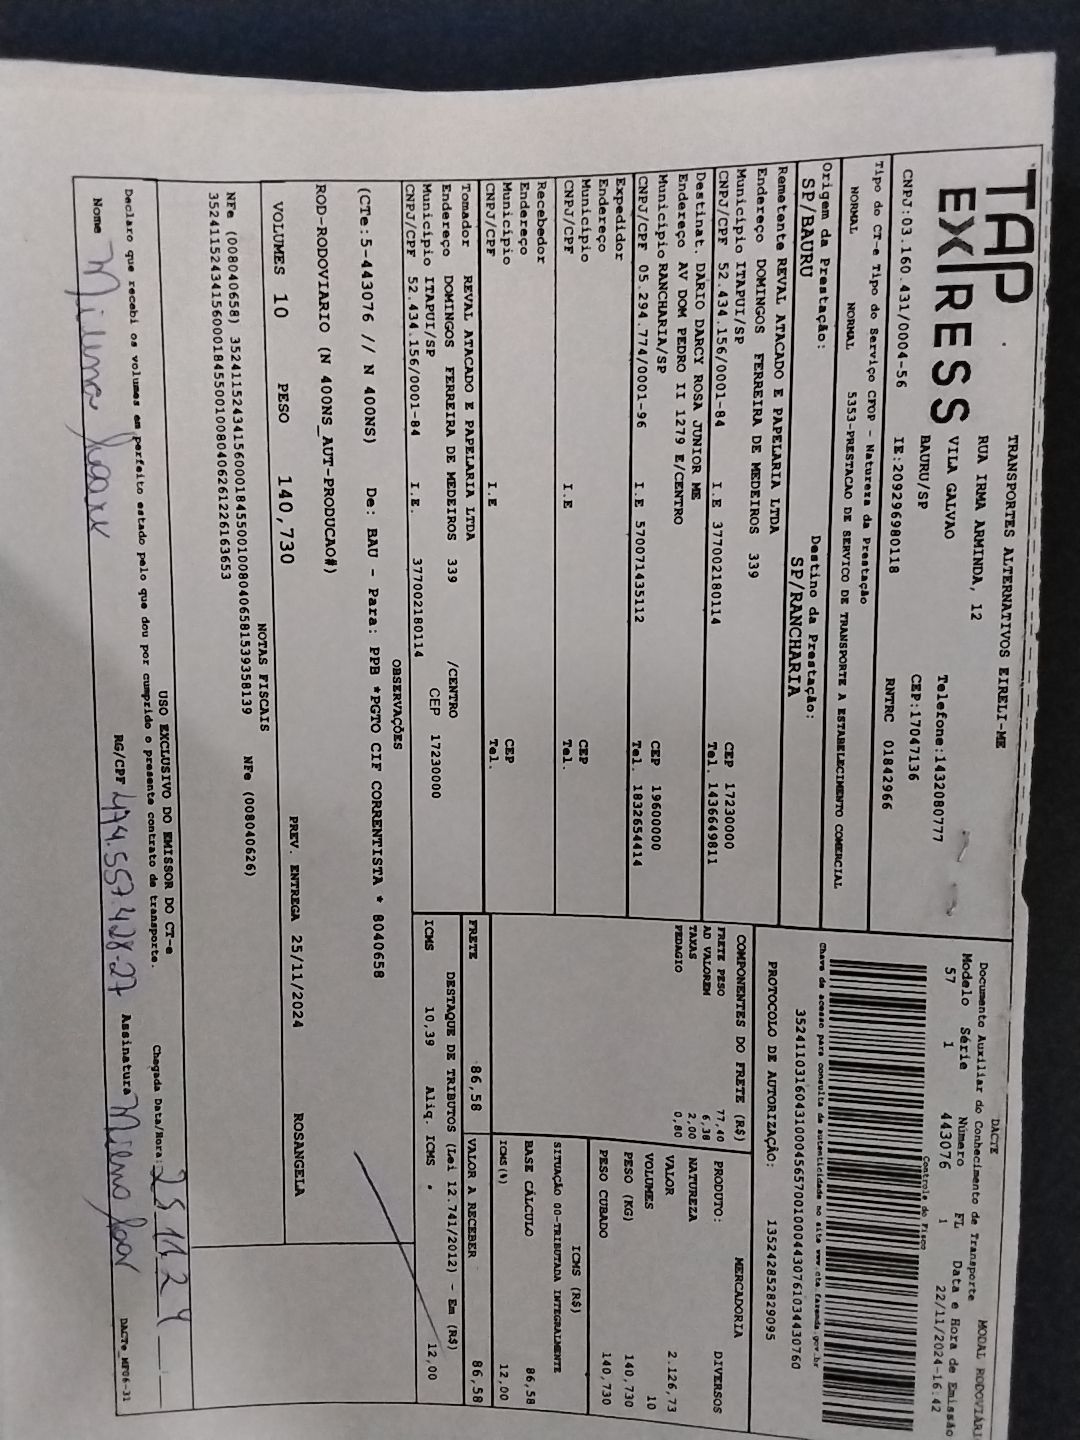 TAP
EXPRESS
TRANSPORTES ALTERNATIVOS EIRELI-ME
RUA IRMA ARMINDA, 12
VILA GALVAO
BAURU/SP
Telefone:1432080777
CEP:17047136
CNPJ:03.160.431/0004-56 IE:209296980118 RNTRC 01842966
DACTE
Documento Auxiliar do Conhecimento de Transporte MODAL RODOVIÁRI
Modelo Série Número FL Data e Hora de Emissão
57 1 443076 1 22/11/2024-16:42
Controle do Fisco
Chave de acesso para consulta de autenticidade no site www.cte.fazenda.gov.br
35241103160431000456570010004430761034430760
PROTOCOLO DE AUTORIZAÇÃO: 135242852829095
Tipo do CT-e Tipo do Serviço CFOP - Natureza da Prestação
NORMAL NORMAL 5353-PRESTACAO DE SERVICO DE TRANSPORTE A ESTABELECIMENTO COMERCIAL
Origem da Prestação: Destino da Prestação:
SP/BAURU SP/RANCHARIA
Remetente REVAL ATACADO E PAPELARIA LTDA
Endereço DOMINGOS FERREIRA DE MEDEIROS 339
Município ITAPUI/SP CEP 17230000
CNPJ/CPF 52.434.156/0001-84 I.E 377002180114 Tel. 1436649811
Destinat. DARIO DARCY ROSA JUNIOR ME
Endereço AV DOM PEDRO II 1279 E/CENTRO
Município RANCHARIA/SP CEP 19600000
CNPJ/CPF 05.294.774/0001-96 I.E 570071435112 Tel. 1832654414
Expedidor
Endereço
Município CEP
CNPJ/CPF I.E Tel.
Recebedor
Endereço
Município CEP
CNPJ/CPF I.E Tel.
Tomador REVAL ATACADO E PAPELARIA LTDA
Endereço DOMINGOS FERREIRA DE MEDEIROS 339 /CENTRO
Município ITAPUI/SP CEP 17230000
CNPJ/CPF 52.434.156/0001-84 I.E. 377002180114
COMPONENTES DO FRETE (R$)
FRETE PESO 77,40
AD VALOREM 6,38
TAXAS 2,00
PEDAGIO 0,80
MERCADORIA
PRODUTO: DIVERSOS
NATUREZA
VALOR 2.126,73
VOLUMES 10
PESO (KG) 140,730
PESO CUBADO 140,730
ICMS (R$)
SITUAÇÃO 00-TRIBUTADA INTEGRALMENTE
BASE CÁLCULO 86,58
ICMS(%) 12,00
FRETE 86,58 VALOR A RECEBER 86,58
DESTAQUE DE TRIBUTOS (Lei 12.741/2012) - Em (R$)
ICMS 10,39 Aliq. ICMS 12,00
OBSERVAÇÕES
(CTe:5-443076 // N 400NS) De: BAU - Para: PPB *PGTO CIF CORRENTISTA * 8040658
ROD-RODOVIARIO (N 400NS_AUT-PRODUCAO#)
VOLUMES 10 PESO 140,730 PREV. ENTREGA 25/11/2024 ROSANGELA
NOTAS FISCAIS
NFe (008040658) 35241152434156000184550010080406581539358139 NFe (008040626)
35241152434156000184550010080406261226163653
USO EXCLUSIVO DO EMISSOR DO CT-e
Declaro que recebi os volumes em perfeito estado pelo que dou por cumprido o presente contrato de transporte. Chegada Data/Hora: 25 11 24
Nome Milena RG/CPF 474.557.428-27 Assinatura Milena
DACTe_MF06-31